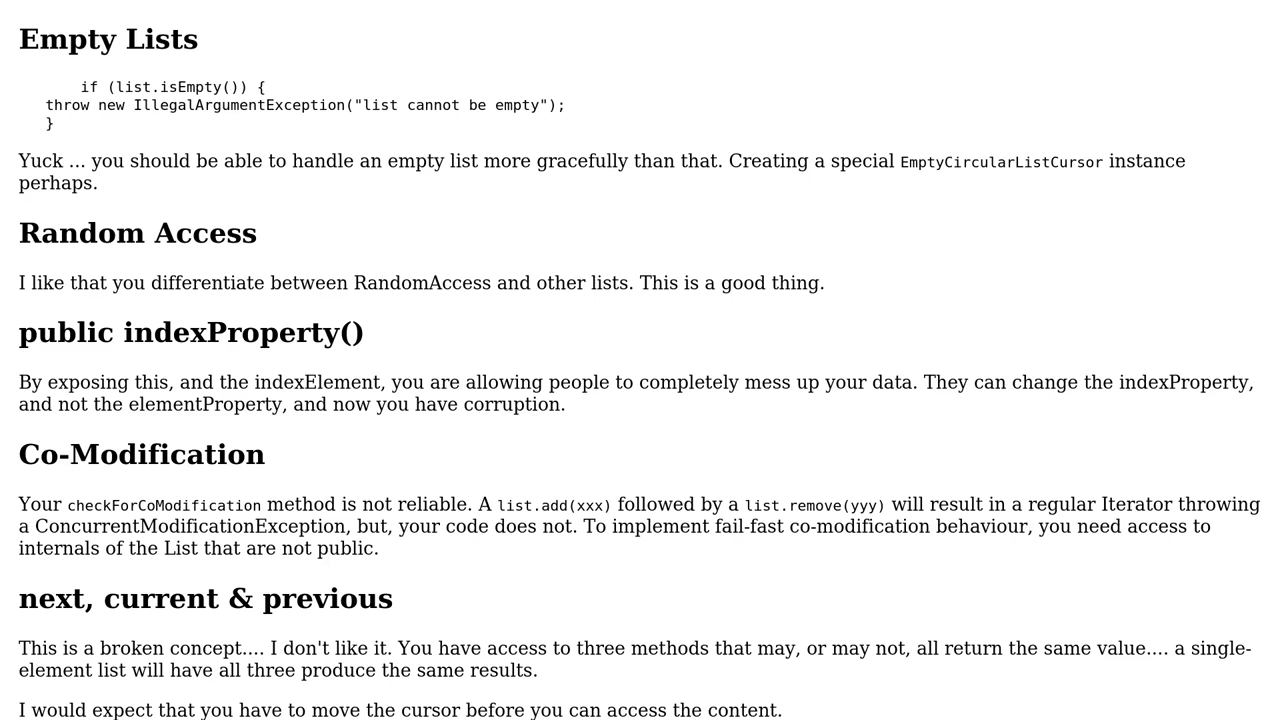 Empty Lists
if (list.isEmpty()) {
throw new IllegalArgumentException("list cannot be empty");
}
Yuck ... you should be able to handle an empty list more gracefully than that. Creating a special EmptyCircularListCursor instance
perhaps.
Random Access
I like that you differentiate between RandomAccess and other lists. This is a good thing.
public indexProperty()
By exposing this, and the indexElement, you are allowing people to completely mess up your data. They can change the indexProperty,
and not the elementProperty, and now you have corruption.
Co-Modification
Your checkForCoModification method is not reliable. A list.add(xxx) followed by a list.remove(yyy) will result in a regular Iterator throwing
a ConcurrentModificationException, but, your code does not. To implement fail-fast co-modification behaviour, you need access to
internals of the List that are not public.
next, current & previous
This is a broken concept.... I don't like it. You have access to three methods that may, or may not, all return the same value.... a single-
element list will have all three produce the same results.
I would expect that you have to move the cursor before you can access the content.